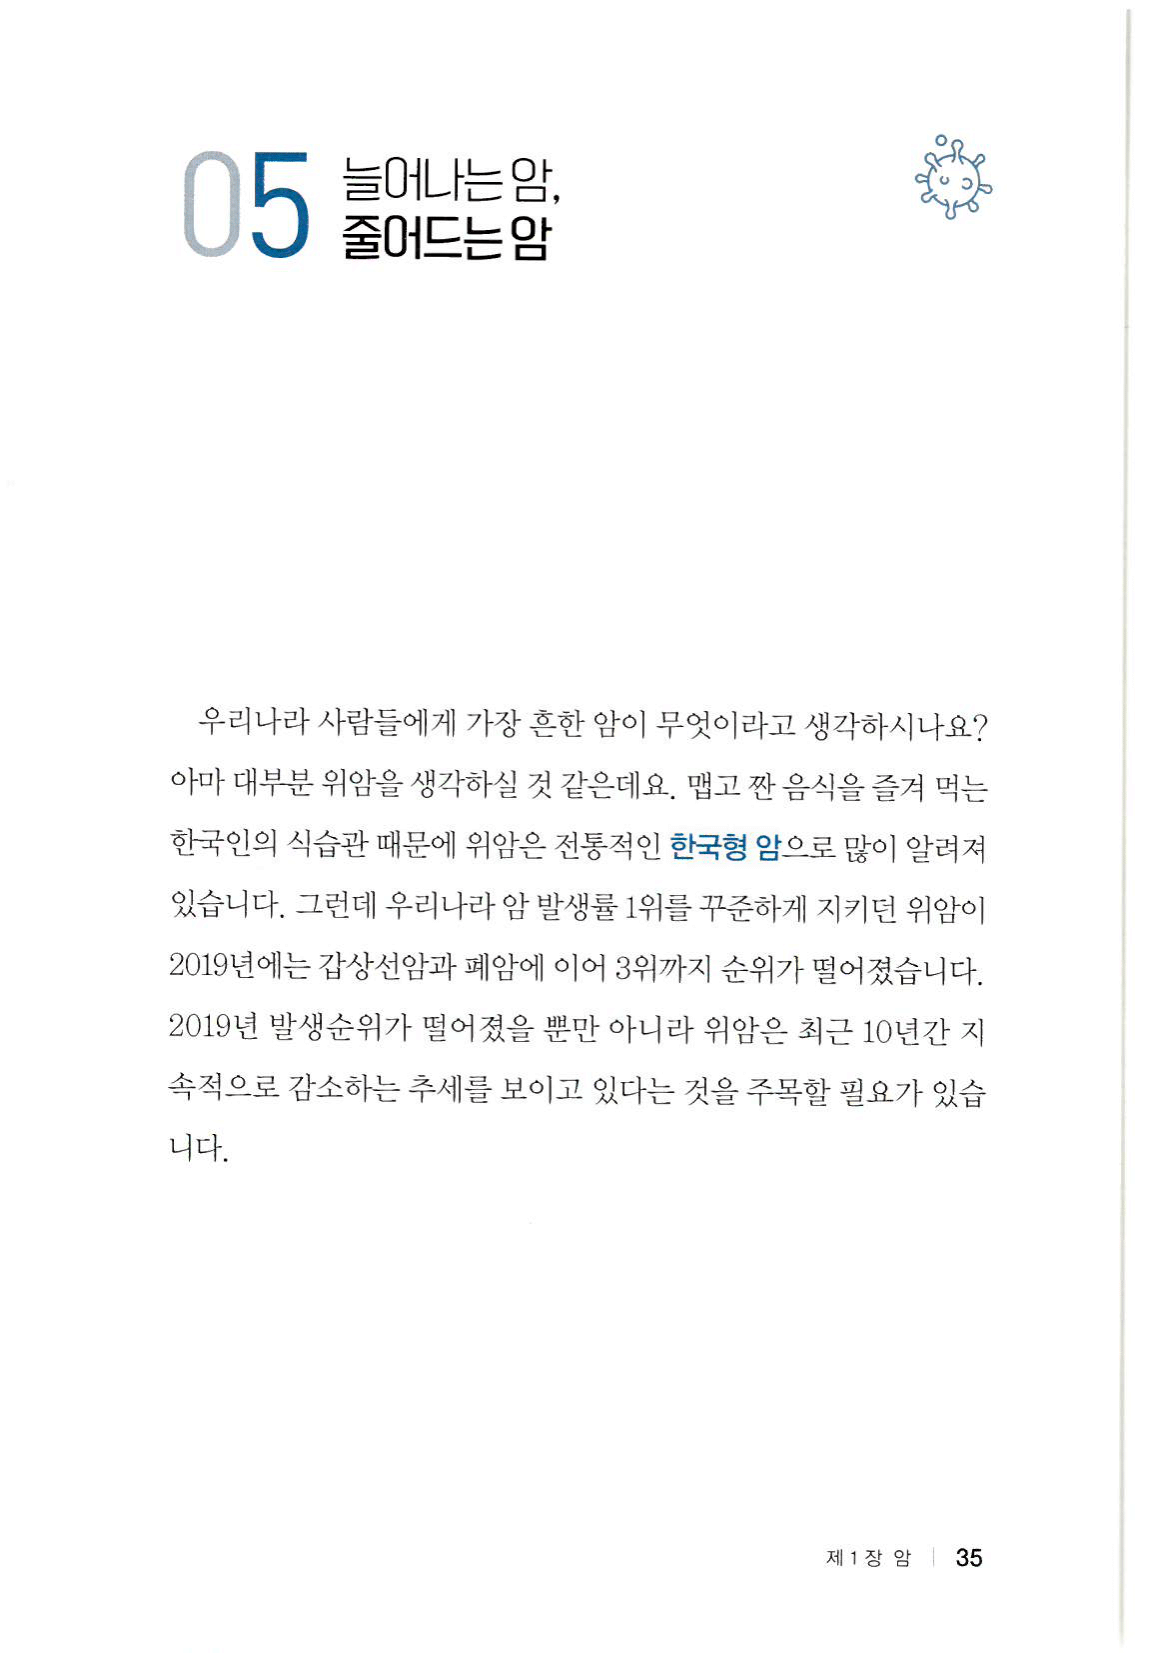 05 늘어나는 암,
줄어드는 암
우리나라 사람들에게 가장 흔한 암이 무엇이라고 생각하시나요?
아마 대부분 위암을 생각하실 것 같은데요. 맵고 짠 음식을 즐겨 먹는
한국인의 식습관 때문에 위암은 전통적인 한국형 암으로 많이 알려져
있습니다. 그런데 우리나라 암 발생률 1위를 꾸준하게 지키던 위암이
2019년에는 갑상선암과 폐암에 이어 3위까지 순위가 떨어졌습니다.
2019년 발생순위가 떨어졌을 뿐만 아니라 위암은 최근 10년간 지
속적으로 감소하는 추세를 보이고 있다는 것을 주목할 필요가 있습
니다.
제1장 암 | 35